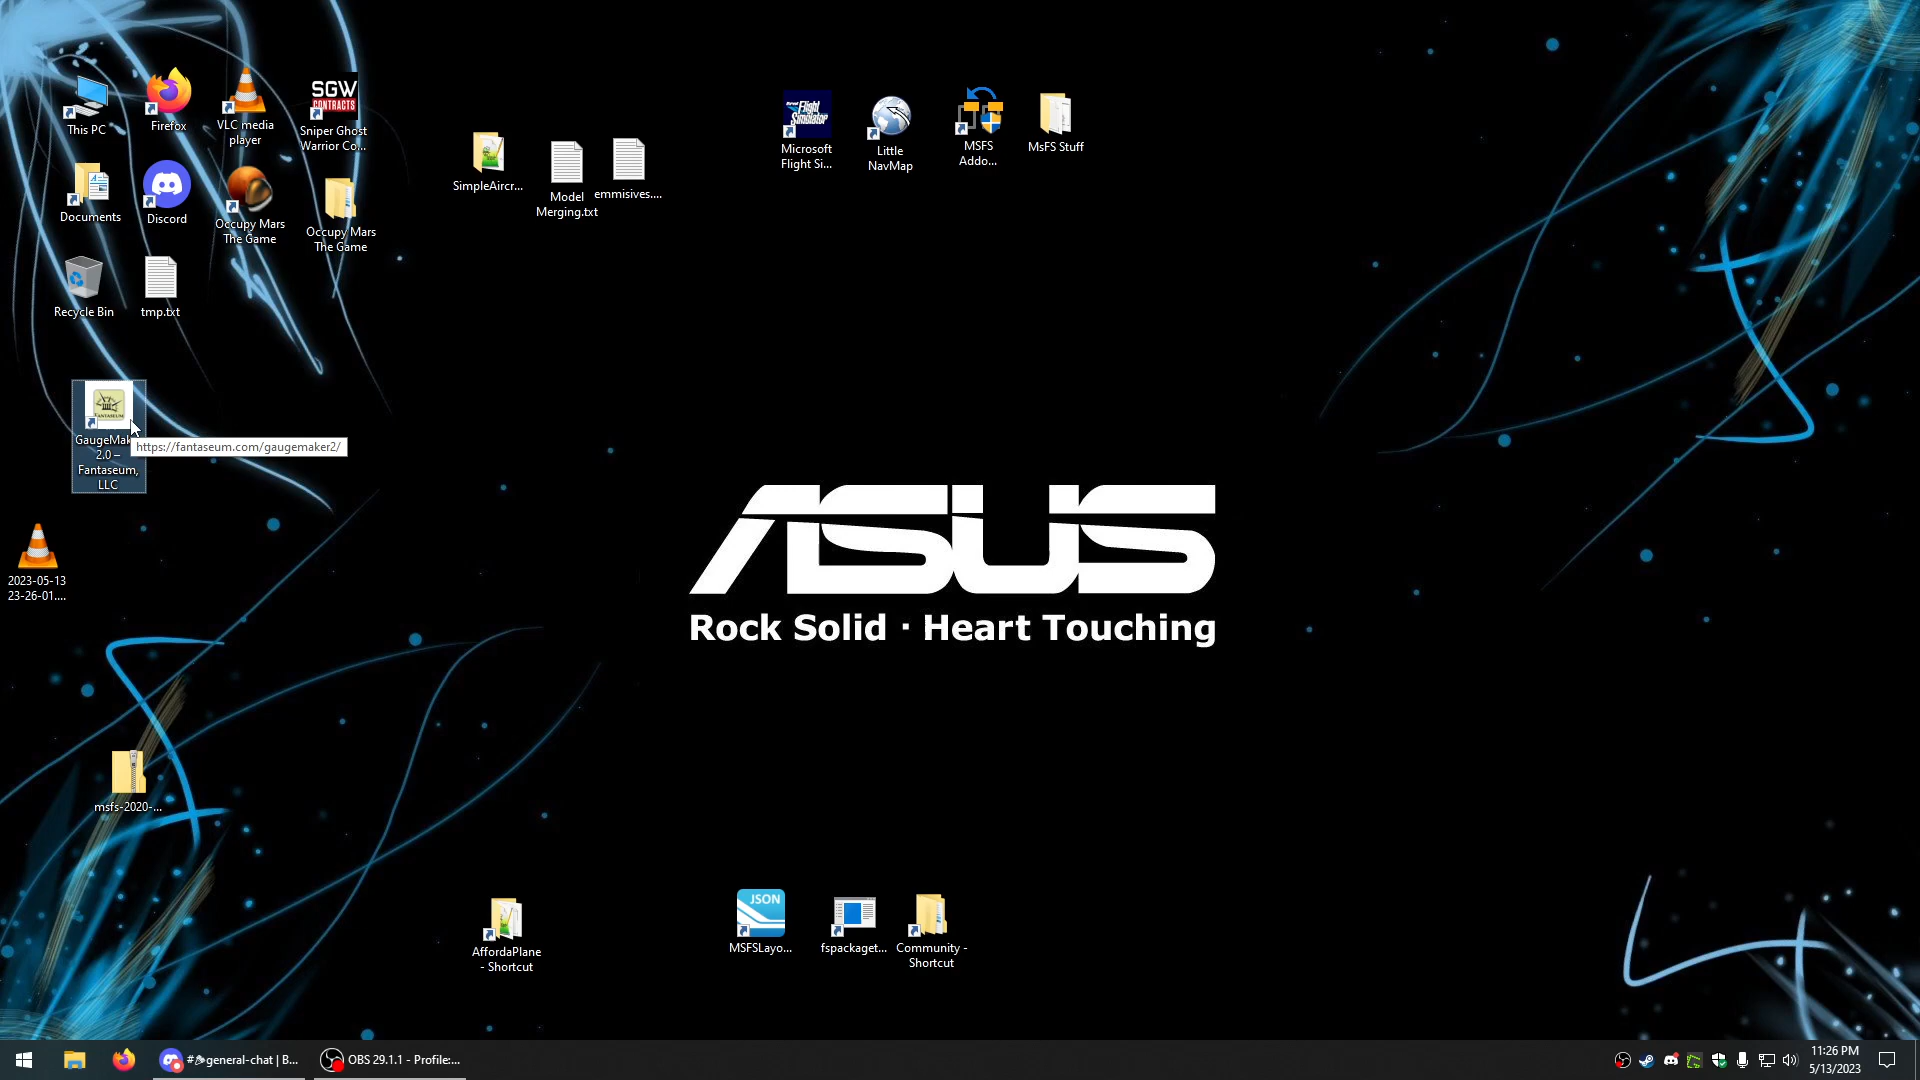 This PC
Firefox
VLC media
player
SGW
CONTRACTS
Sniper Ghost
Warrior Co...
Documents
Discord
Occupy Mars
The Game
Occupy Mars
The Game
Recycle Bin
tmp.txt
SimpleAircr...
Model
Merging.txt
emmisives....
Flight
Simulator
Microsoft
Flight Si...
Little
NavMap
MSFS
Addo...
MsFS Stuff
FANTASEUM
GaugeMak
2.0 –
Fantaseum,
LLC
https://fantaseum.com/gaugemaker2/
2023-05-13
23-26-01....
ASUS
Rock Solid · Heart Touching
msfs-2020-...
AffordaPlane
- Shortcut
JSON
MSFSLayo...
fspackaget...
Community -
Shortcut
#general-chat | B...
OBS 29.1.1 - Profile:...
11:26 PM
5/13/2023